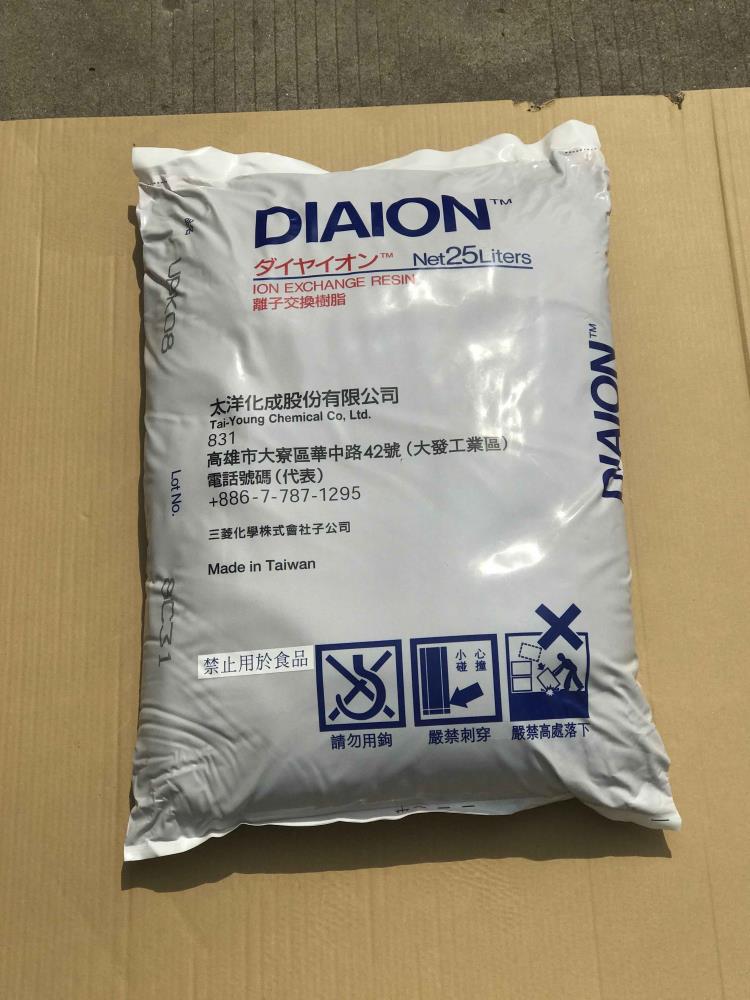 DIAION™
ダイヤイオン™ Net25Liters
ION EXCHANGE RESIN
離子交換樹脂
太洋化成股份有限公司
Tai-Young Chemical Co, Ltd.
831
高雄市大寮區華中路42號(大發工業區)
電話號碼(代表)
+886-7-787-1295
三菱化學株式會社子公司
Made in Taiwan
禁止用於食品
小心
碰撞
請勿用鉤
嚴禁刺穿
嚴禁高處落下
UPK08
Lot No.
8C31
DIAION™